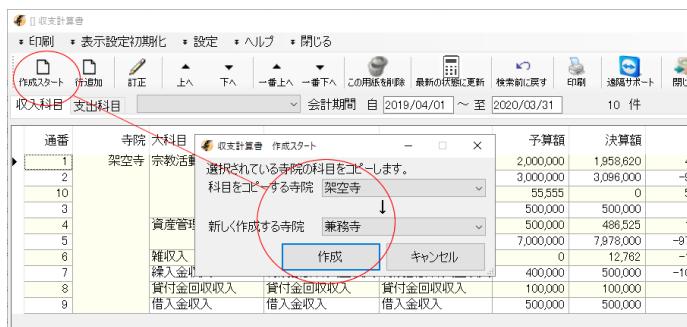 [] 収支計算書
印刷 表示設定初期化 設定 ヘルプ 閉じる
作成スタート 行追加 訂正 上へ 下へ 一番上へ 一番下へ この用紙を削除 最新の状態に更新 検索前に戻す 印刷 遠隔サポート 閉じ
収入科目 支出科目 会計期間 自 2019/04/01 ~ 至 2020/03/31 10 件
通番 寺院 大科目 予算額 決算額
1 架空寺 宗教活動 2,000,000 1,958,620
2 3,000,000 3,096,000
10 55,555 0
3 500,000 500,000
4 資産管理 500,000 486,525
5 7,000,000 7,978,000
6 雑収入 0 12,762
7 繰入金収 400,000 500,000
8 貸付金回収収入 貸付金回収収入 貸付金回収収入 100,000 100,000
9 借入金収入 借入金収入 借入金収入 500,000 500,000
収支計算書 作成スタート
選択されている寺院の科目をコピーします。
科目をコピーする寺院 架空寺
↓
新しく作成する寺院 兼務寺
作成 キャンセル